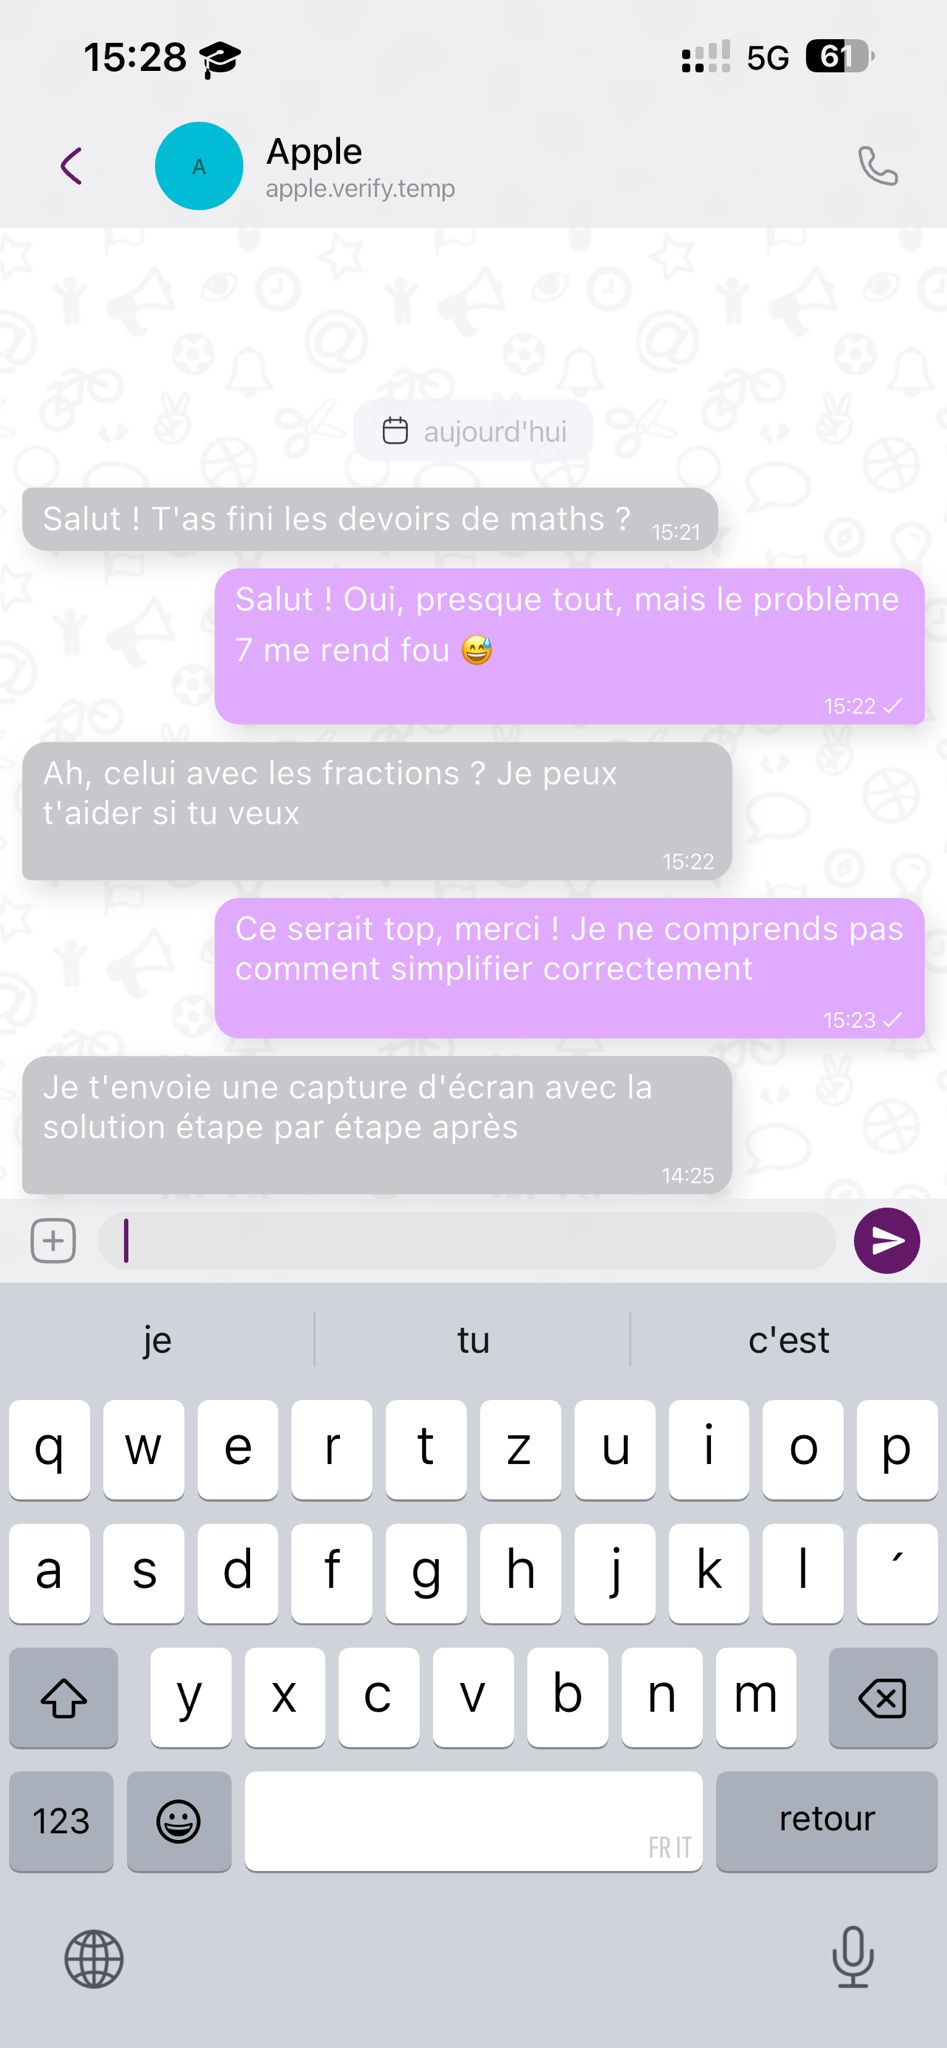 15:28
5G 61
A
Apple
apple.verify.temp
aujourd'hui
Salut ! T'as fini les devoirs de maths ?
15:21
Salut ! Oui, presque tout, mais le problème
7 me rend fou 😅
15:22
Ah, celui avec les fractions ? Je peux
t'aider si tu veux
15:22
Ce serait top, merci ! Je ne comprends pas
comment simplifier correctement
15:23
Je t'envoie une capture d'écran avec la
solution étape par étape après
14:25
je tu c'est
q w e r t z u i o p
a s d f g h j k l ´
y x c v b n m
123 FR IT retour